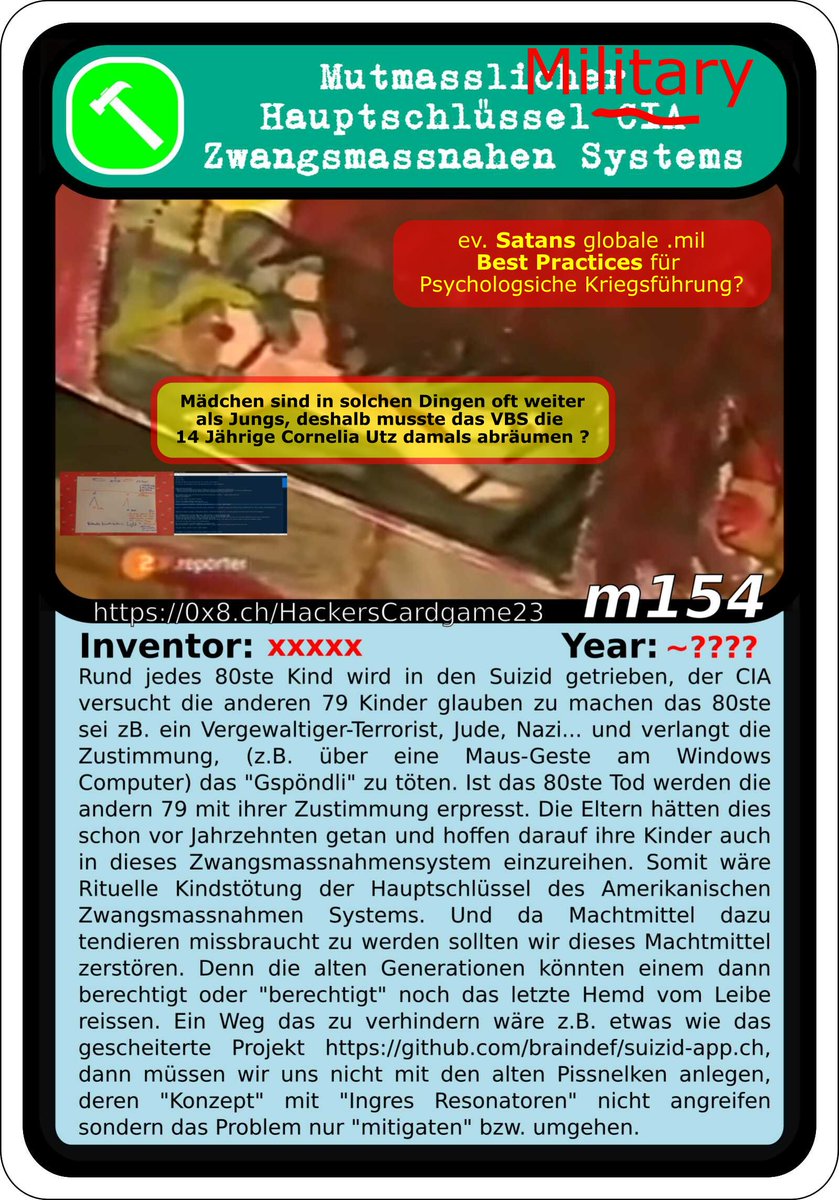 Military
Mutmasslicher
Hauptschlüssel CIA
Zwangsmassnahen Systems
ev. Satans globale .mil
Best Practices für
Psychologsiche Kriegsführung?
Mädchen sind in solchen Dingen oft weiter
als Jungs, deshalb musste das VBS die
14 Jährige Cornelia Utz damals abräumen ?
2 reporter
m154
https://0x8.ch/HackersCardgame23
Inventor: xxxxx Year: ~????
Rund jedes 80ste Kind wird in den Suizid getrieben, der CIA
versucht die anderen 79 Kinder glauben zu machen das 80ste
sei zB. ein Vergewaltiger-Terrorist, Jude, Nazi... und verlangt die
Zustimmung, (z.B. über eine Maus-Geste am Windows
Computer) das "Gspöndli" zu töten. Ist das 80ste Tod werden die
andern 79 mit ihrer Zustimmung erpresst. Die Eltern hätten dies
schon vor Jahrzehnten getan und hoffen darauf ihre Kinder auch
in dieses Zwangsmassnahmensystem einzureihen. Somit wäre
Rituelle Kindstötung der Hauptschlüssel des Amerikanischen
Zwangsmassnahmen Systems. Und da Machtmittel dazu
tendieren missbraucht zu werden sollten wir dieses Machtmittel
zerstören. Denn die alten Generationen könnten einem dann
berechtigt oder "berechtigt" noch das letzte Hemd vom Leibe
reissen. Ein Weg das zu verhindern wäre z.B. etwas wie das
gescheiterte Projekt https://github.com/braindef/suizid-app.ch,
dann müssen wir uns nicht mit den alten Pissnelken anlegen,
deren "Konzept" mit "Ingres Resonatoren" nicht angreifen
sondern das Problem nur "mitigaten" bzw. umgehen.